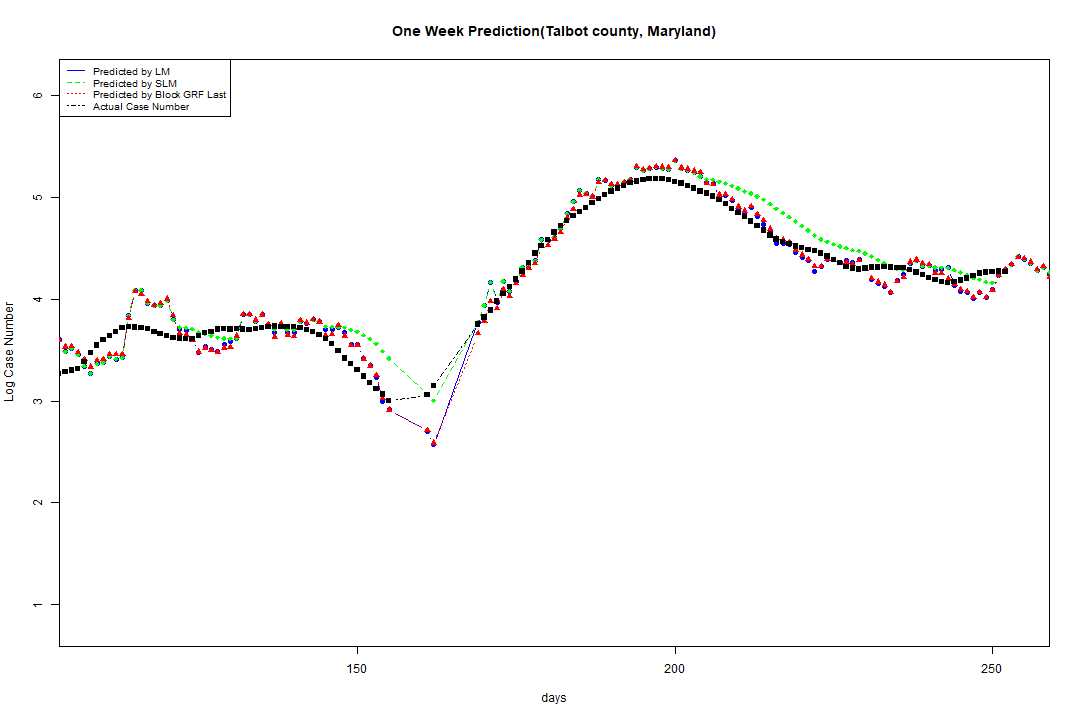 One Week Prediction(Talbot county, Maryland)
Predicted by LM
Predicted by SLM
Predicted by Block GRF Last
Actual Case Number
6
5
4
3
2
1
Log Case Number
150
200
250
days